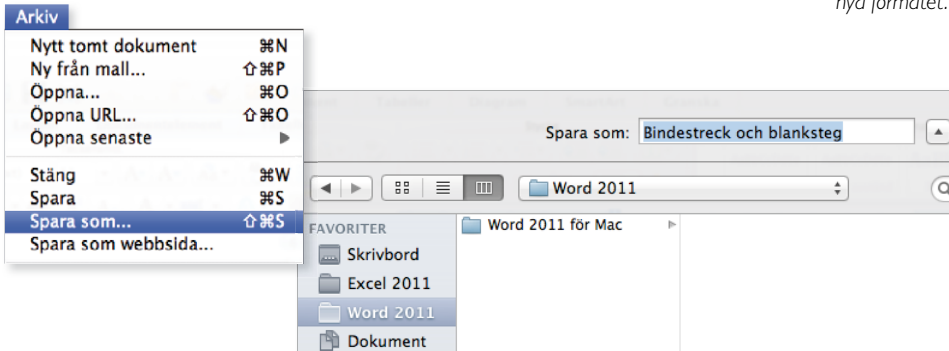 nya formatet.
Arkiv
Nytt tomt dokument ⌘N
Ny från mall... ⇧⌘P
Öppna... ⌘O
Öppna URL... ⇧⌘O
Öppna senaste ▶
Stäng ⌘W
Spara ⌘S
Spara som... ⇧⌘S
Spara som webbsida...
Spara som: Bindestreck och blanksteg
Word 2011
FAVORITER
Skrivbord
Excel 2011
Word 2011
Dokument
Word 2011 för Mac